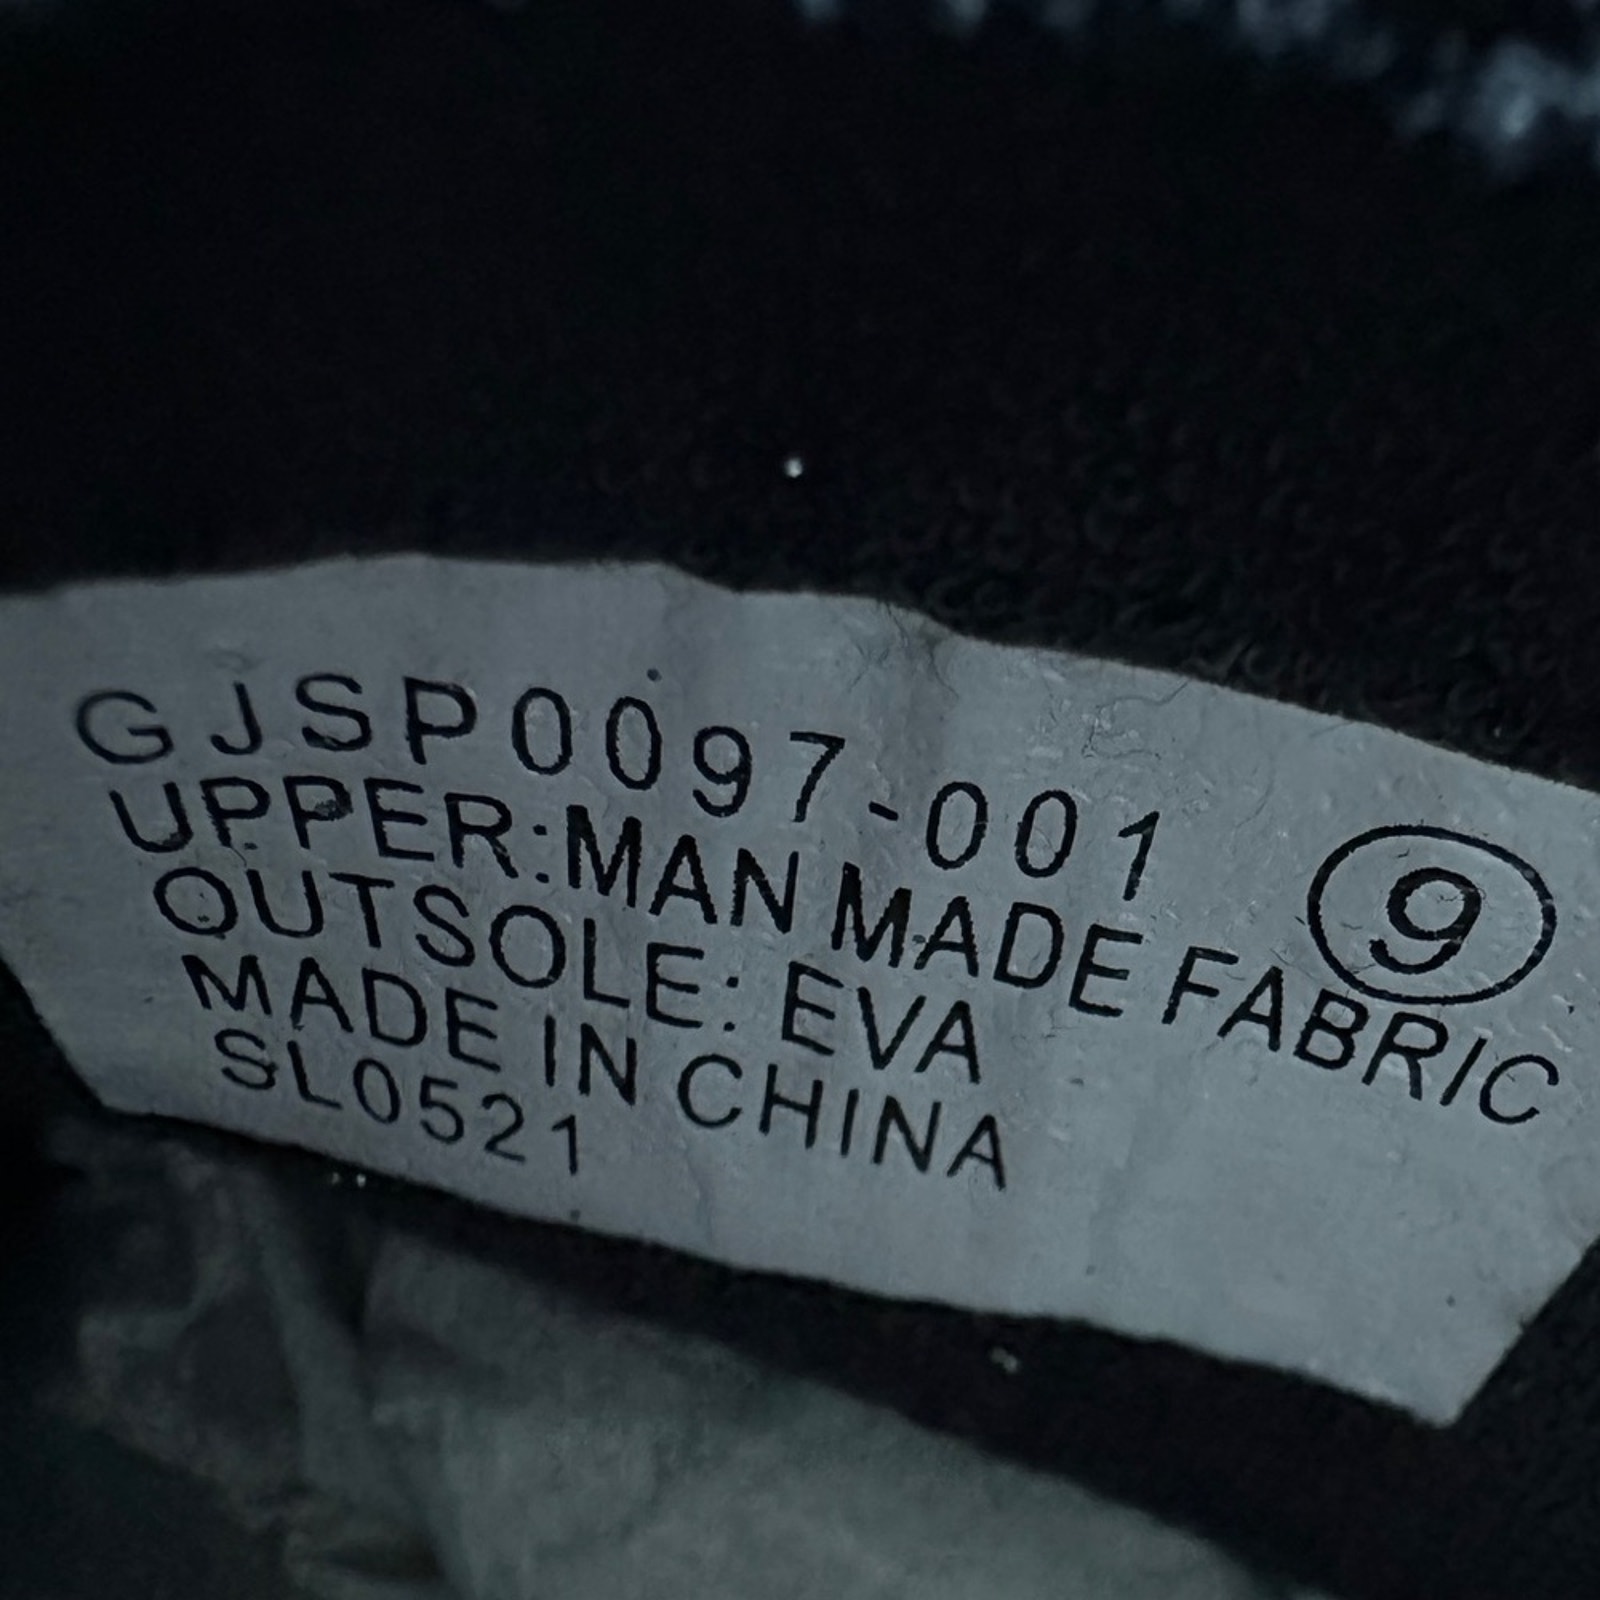 GJSP0097-001
9
UPPER:MAN MADE FABRIC
OUTSOLE: EVA
MADE IN CHINA
SL0521